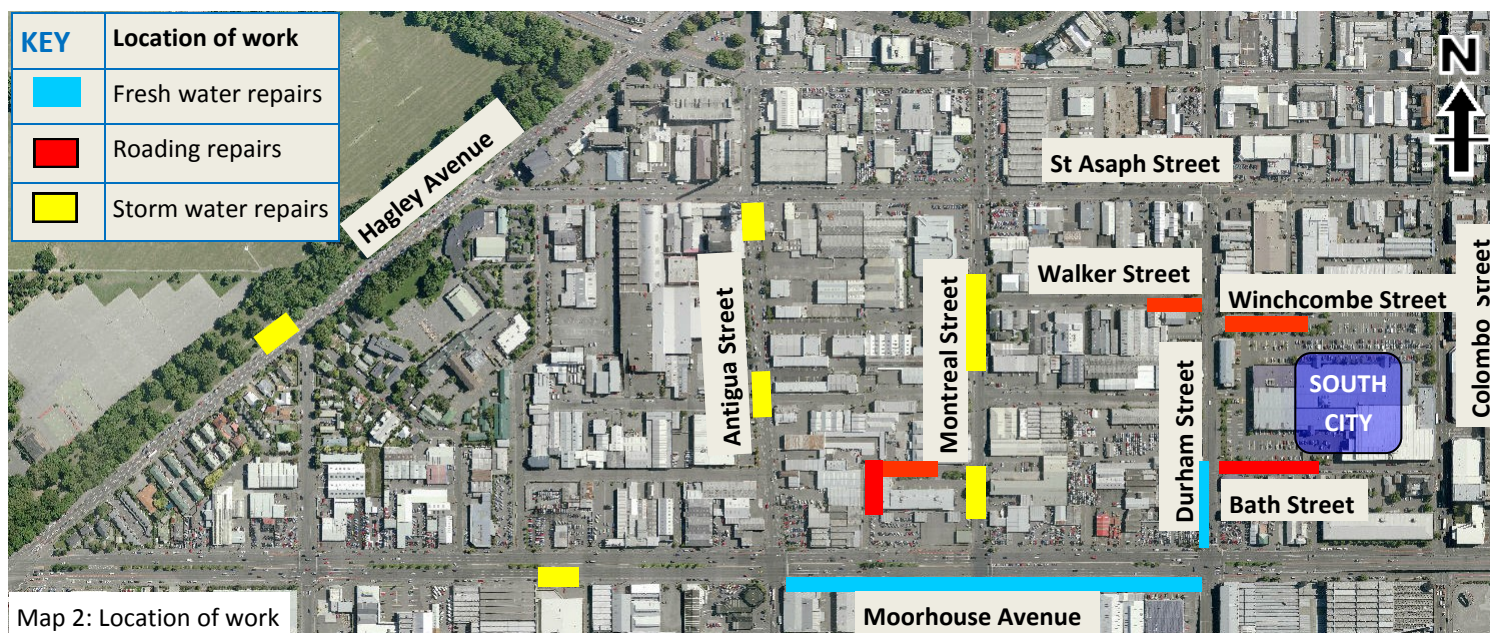 KEY Location of work
Fresh water repairs
Roading repairs
Storm water repairs
N
Hagley Avenue
St Asaph Street
Antigua Street
Montreal Street
Walker Street
Winchcombe Street
Durham Street
Colombo Street
SOUTH
CITY
Bath Street
Moorhouse Avenue
Map 2: Location of work